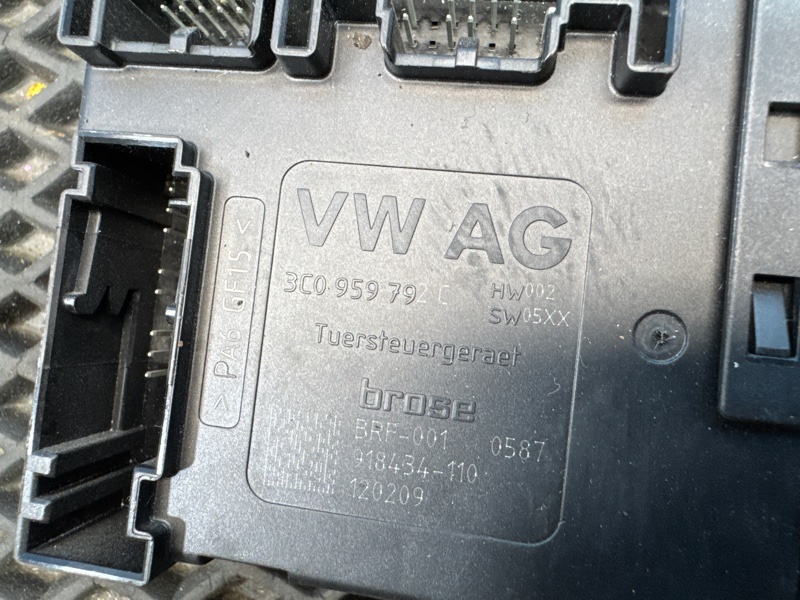 VW AG
3C0 959 792 C HW002
SW05XX
Tuersteuergeraet
brose
BRF-001 0587
918434-110
120209
> PA6 GF15 <